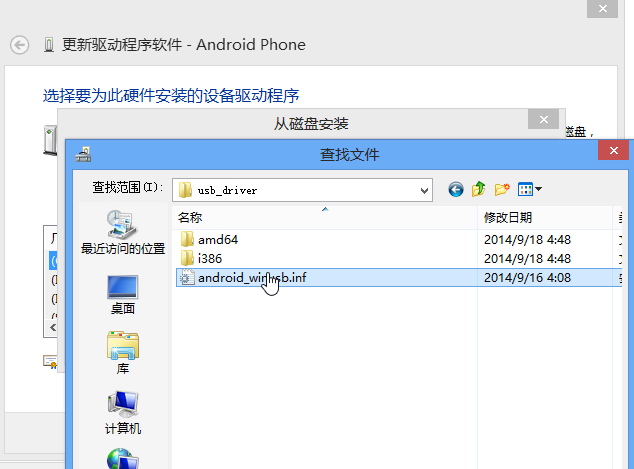 更新驱动程序软件 - Android Phone
选择要为此硬件安装的设备驱动程序
从磁盘安装
磁盘，
查找文件
查找范围(I):
usb_driver
名称
修改日期
amd64
2014/9/18 4:48
i386
2014/9/18 4:48
android_winusb.inf
2014/9/16 4:08
最近访问的位置
桌面
库
计算机